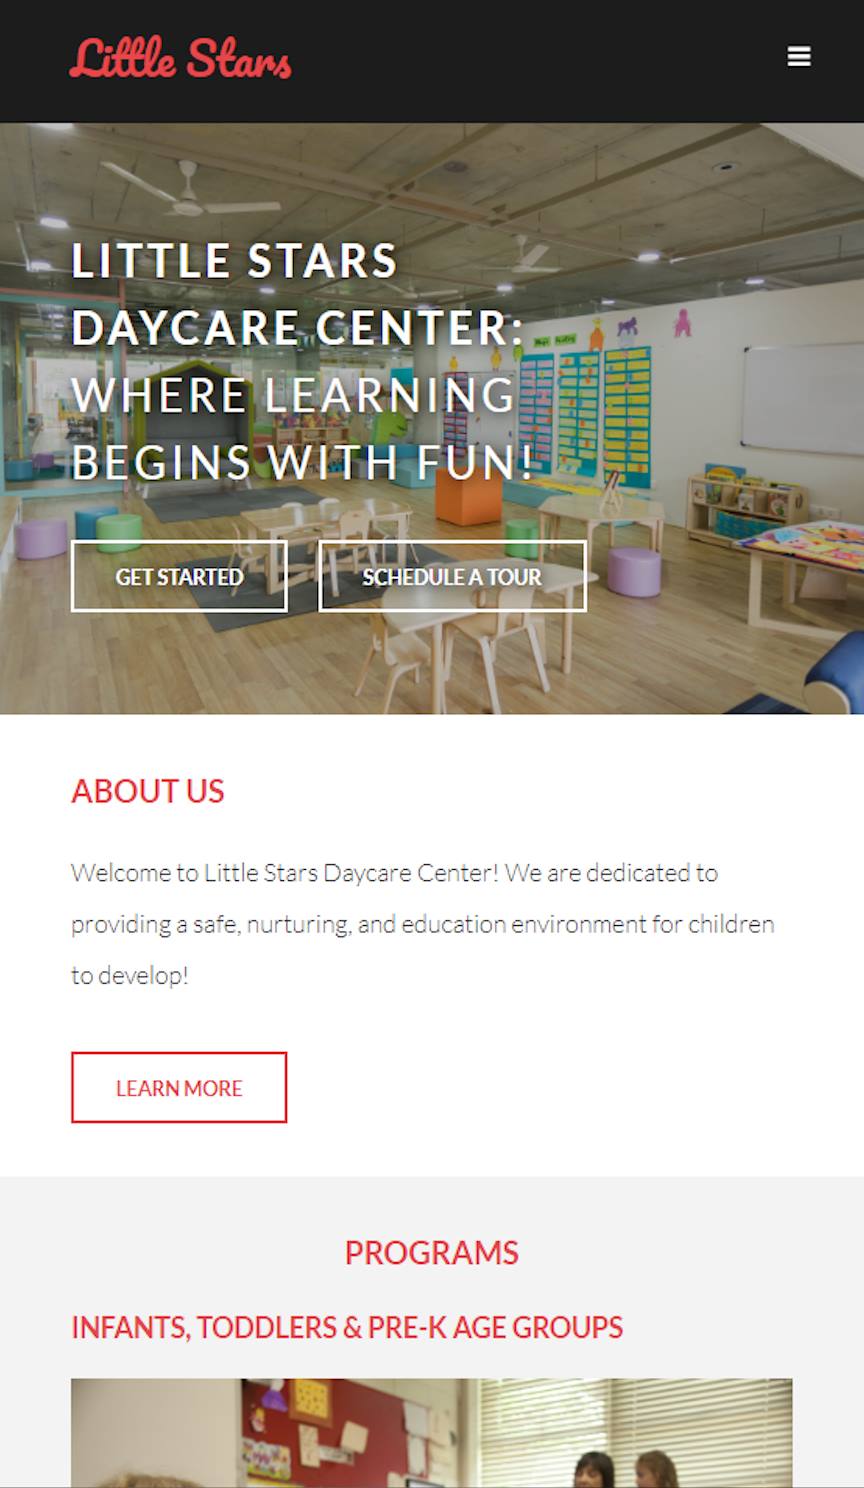 Little Stars
LITTLE STARS
DAYCARE CENTER:
WHERE LEARNING
BEGINS WITH FUN!
GET STARTED
SCHEDULE A TOUR
ABOUT US
Welcome to Little Stars Daycare Center! We are dedicated to
providing a safe, nurturing, and education environment for children
to develop!
LEARN MORE
PROGRAMS
INFANTS, TODDLERS & PRE-K AGE GROUPS